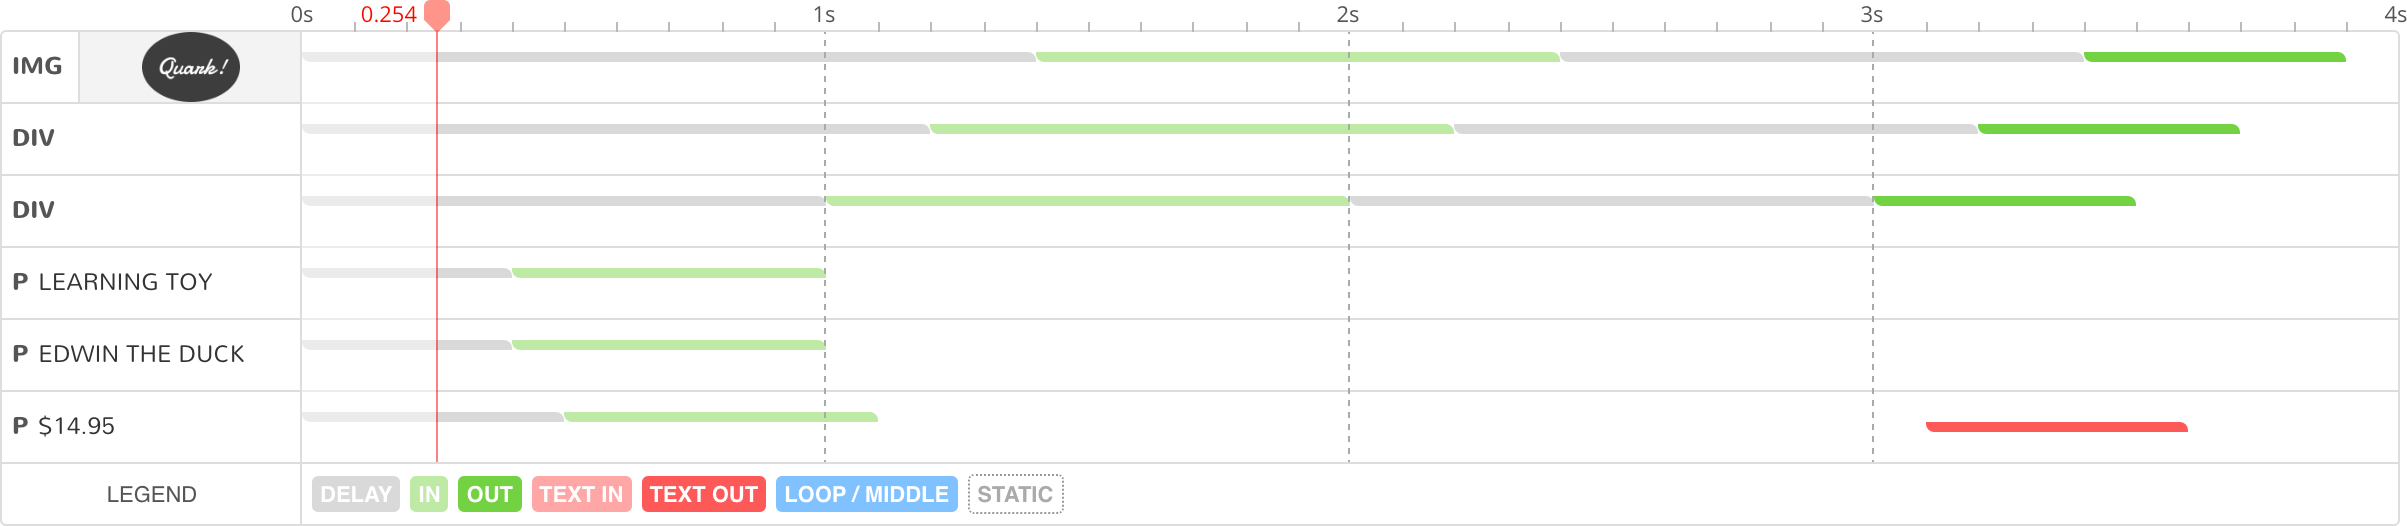 0s 0.254 1s 2s 3s 4s
IMG Quark!
DIV
DIV
P LEARNING TOY
P EDWIN THE DUCK
P $14.95
LEGEND DELAY IN OUT TEXT IN TEXT OUT LOOP / MIDDLE STATIC